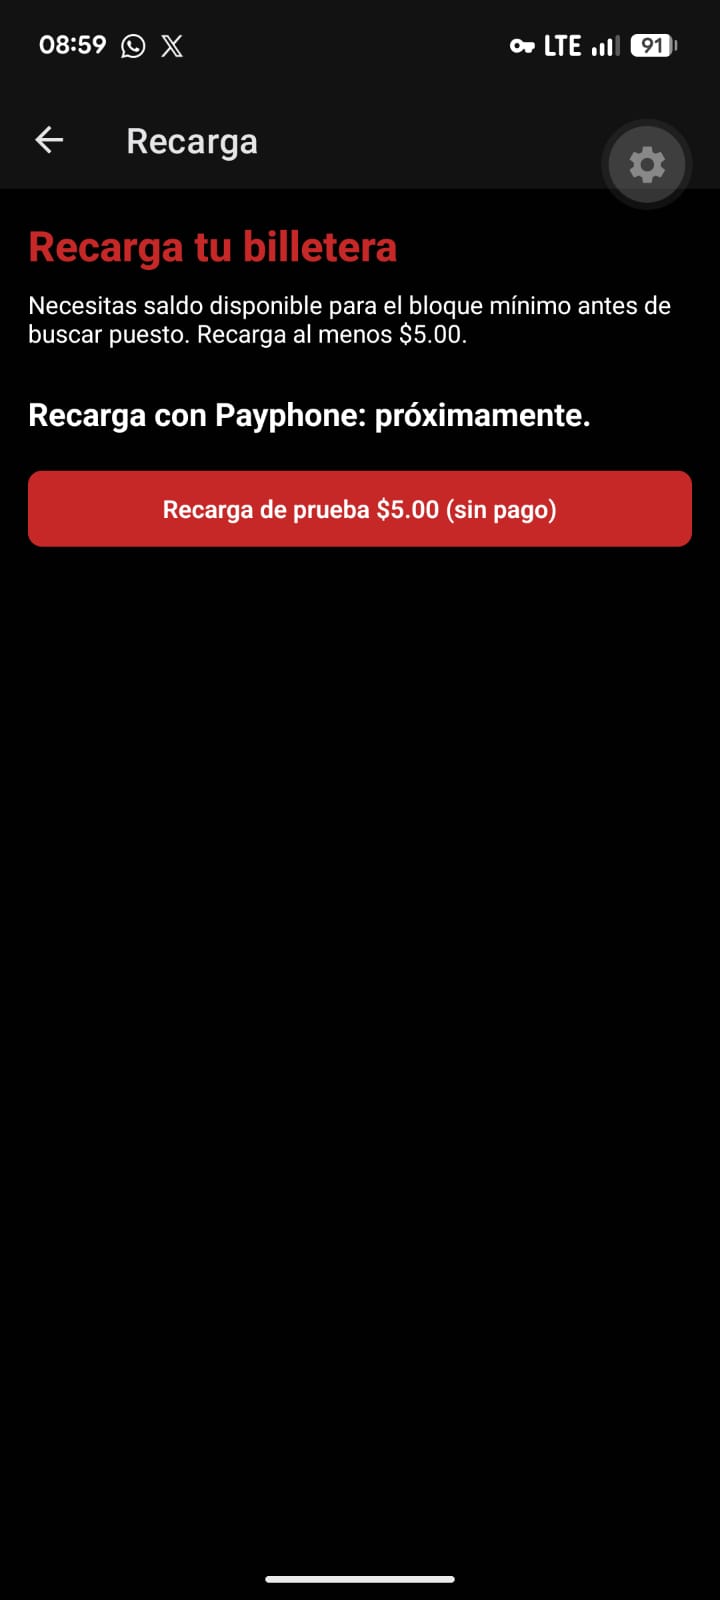 08:59
LTE
91
Recarga
Recarga tu billetera
Necesitas saldo disponible para el bloque mínimo antes de
buscar puesto. Recarga al menos $5.00.
Recarga con Payphone: próximamente.
Recarga de prueba $5.00 (sin pago)